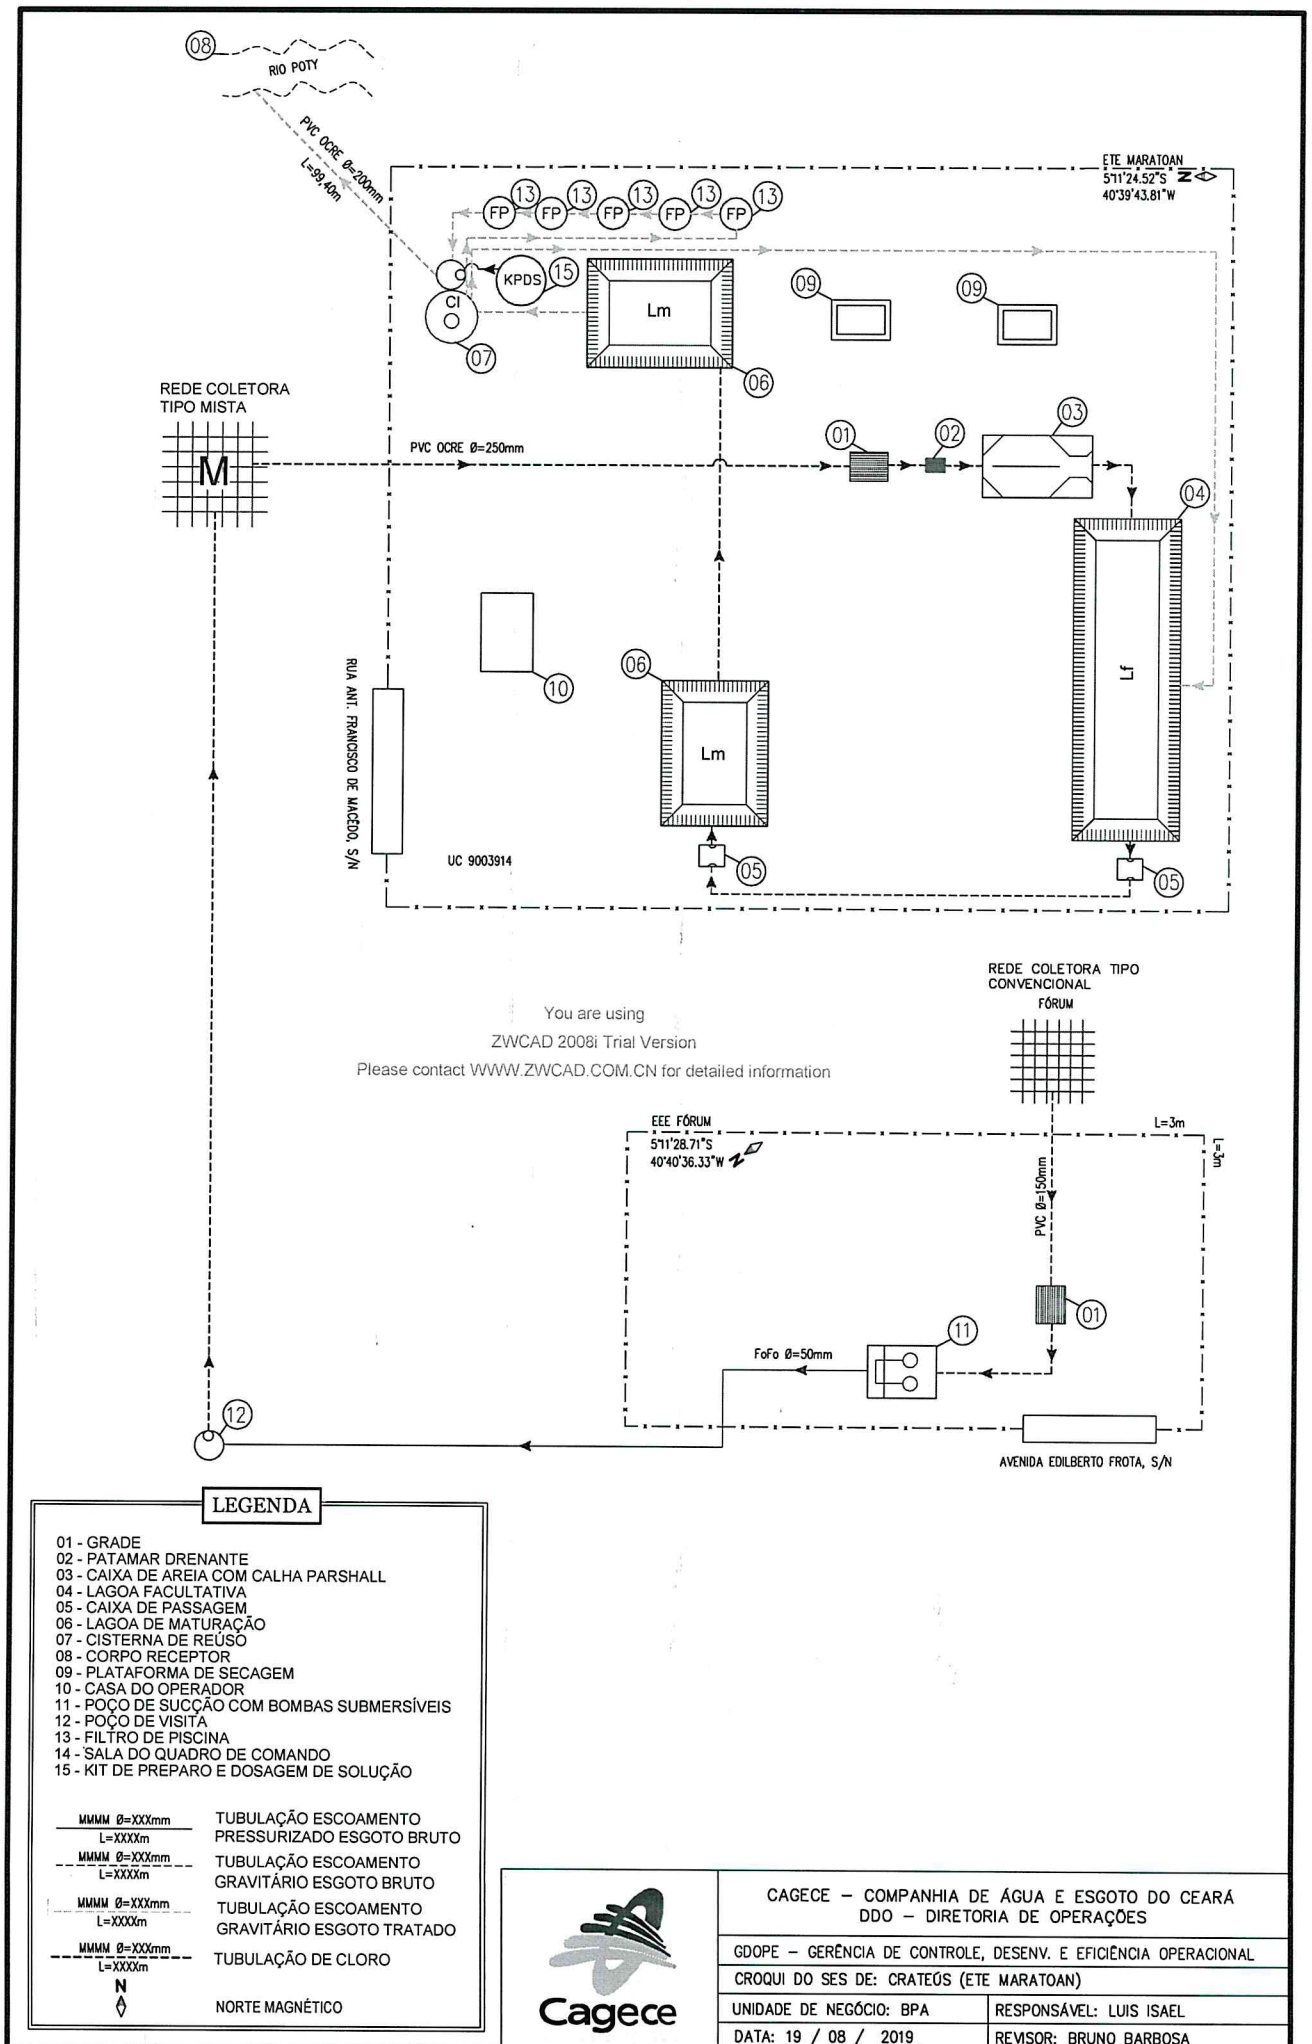 08
RIO POTY
PVC OCRE Ø=200mm
L=99,40m
ETE MARATOAN
5°11'24.52"S N
40°39'43.81"W
13 13 13 13 13
FP FP FP FP FP
CI
KPDS 15
07
Lm
06
09 09
REDE COLETORA
TIPO MISTA
M
PVC OCRE Ø=250mm
01 02 03
04
Lf
10
06
Lm
RUA ANT. FRANCISCO DE MACÊDO, S/N
UC 9003914
05 05
REDE COLETORA TIPO
CONVENCIONAL
FÓRUM
You are using
ZWCAD 2008i Trial Version
Please contact WWW.ZWCAD.COM.CN for detailed information
EEE FÓRUM
5°11'28.71"S
40°40'36.33"W N
L=3m
L=3m
PVC Ø=150mm
01
11
FoFo Ø=50mm
12
AVENIDA EDILBERTO FROTA, S/N
LEGENDA
01 - GRADE
02 - PATAMAR DRENANTE
03 - CAIXA DE AREIA COM CALHA PARSHALL
04 - LAGOA FACULTATIVA
05 - CAIXA DE PASSAGEM
06 - LAGOA DE MATURAÇÃO
07 - CISTERNA DE REÚSO
08 - CORPO RECEPTOR
09 - PLATAFORMA DE SECAGEM
10 - CASA DO OPERADOR
11 - POÇO DE SUCÇÃO COM BOMBAS SUBMERSÍVEIS
12 - POÇO DE VISITA
13 - FILTRO DE PISCINA
14 - SALA DO QUADRO DE COMANDO
15 - KIT DE PREPARO E DOSAGEM DE SOLUÇÃO
MMMM Ø=XXXmm
L=XXXXm
TUBULAÇÃO ESCOAMENTO
PRESSURIZADO ESGOTO BRUTO
MMMM Ø=XXXmm
L=XXXXm
TUBULAÇÃO ESCOAMENTO
GRAVITÁRIO ESGOTO BRUTO
MMMM Ø=XXXmm
L=XXXXm
TUBULAÇÃO ESCOAMENTO
GRAVITÁRIO ESGOTO TRATADO
MMMM Ø=XXXmm
L=XXXXm
TUBULAÇÃO DE CLORO
N
NORTE MAGNÉTICO
Cagece
CAGECE – COMPANHIA DE ÁGUA E ESGOTO DO CEARÁ
DDO – DIRETORIA DE OPERAÇÕES
GDOPE – GERÊNCIA DE CONTROLE, DESENV. E EFICIÊNCIA OPERACIONAL
CROQUI DO SES DE: CRATEÚS (ETE MARATOAN)
UNIDADE DE NEGÓCIO: BPA
RESPONSÁVEL: LUIS ISAEL
DATA: 19 / 08 / 2019
REVISOR: BRUNO BARBOSA